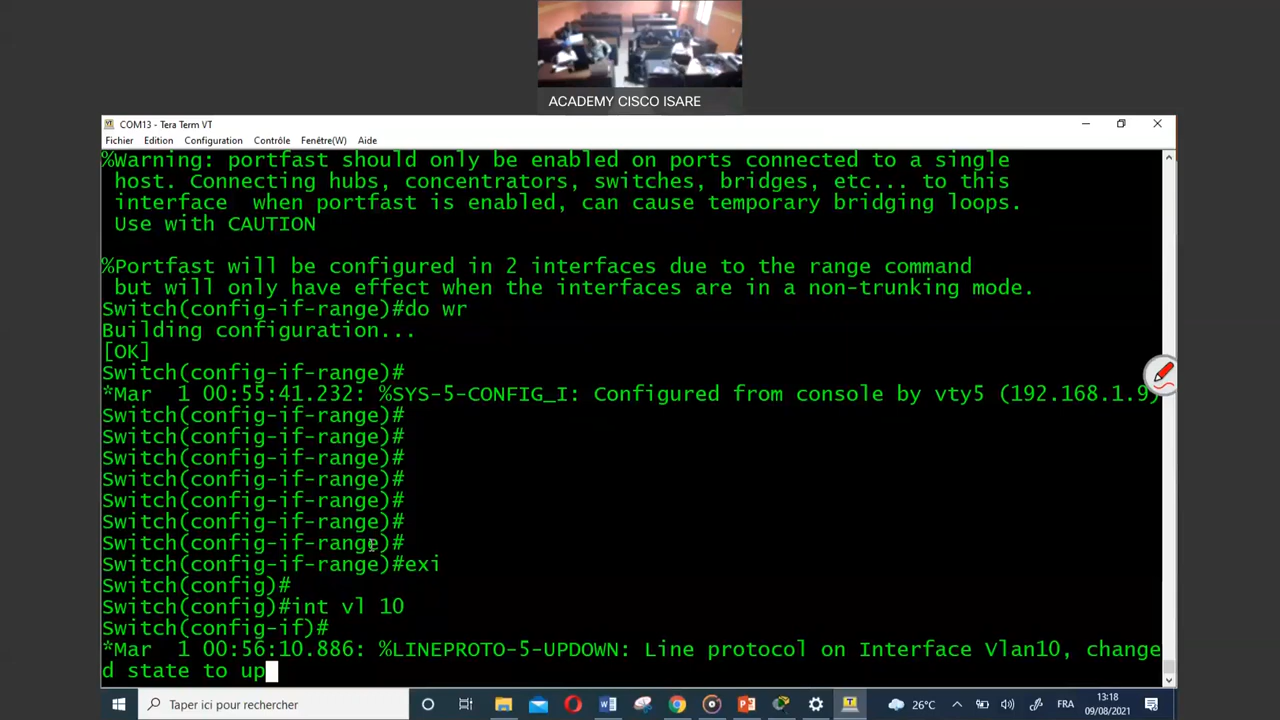 ACADEMY CISCO ISARE
COM13 - Tera Term VT
Fichier Edition Configuration Contrôle Fenêtre(W) Aide
%Warning: portfast should only be enabled on ports connected to a single
host. Connecting hubs, concentrators, switches, bridges, etc... to this
interface  when portfast is enabled, can cause temporary bridging loops.
Use with CAUTION
%Portfast will be configured in 2 interfaces due to the range command
but will only have effect when the interfaces are in a non-trunking mode.
Switch(config-if-range)#do wr
Building configuration...
[OK]
Switch(config-if-range)#
*Mar  1 00:55:41.232: %SYS-5-CONFIG_I: Configured from console by vty5 (192.168.1.9)
Switch(config-if-range)#
Switch(config-if-range)#
Switch(config-if-range)#
Switch(config-if-range)#
Switch(config-if-range)#
Switch(config-if-range)#
Switch(config-if-range)#
Switch(config-if-range)#exi
Switch(config)#
Switch(config)#int vl 10
Switch(config-if)#
*Mar  1 00:56:10.886: %LINEPROTO-5-UPDOWN: Line protocol on Interface Vlan10, change
d state to up
Taper ici pour rechercher
26°C
FRA
13:18
09/08/2021